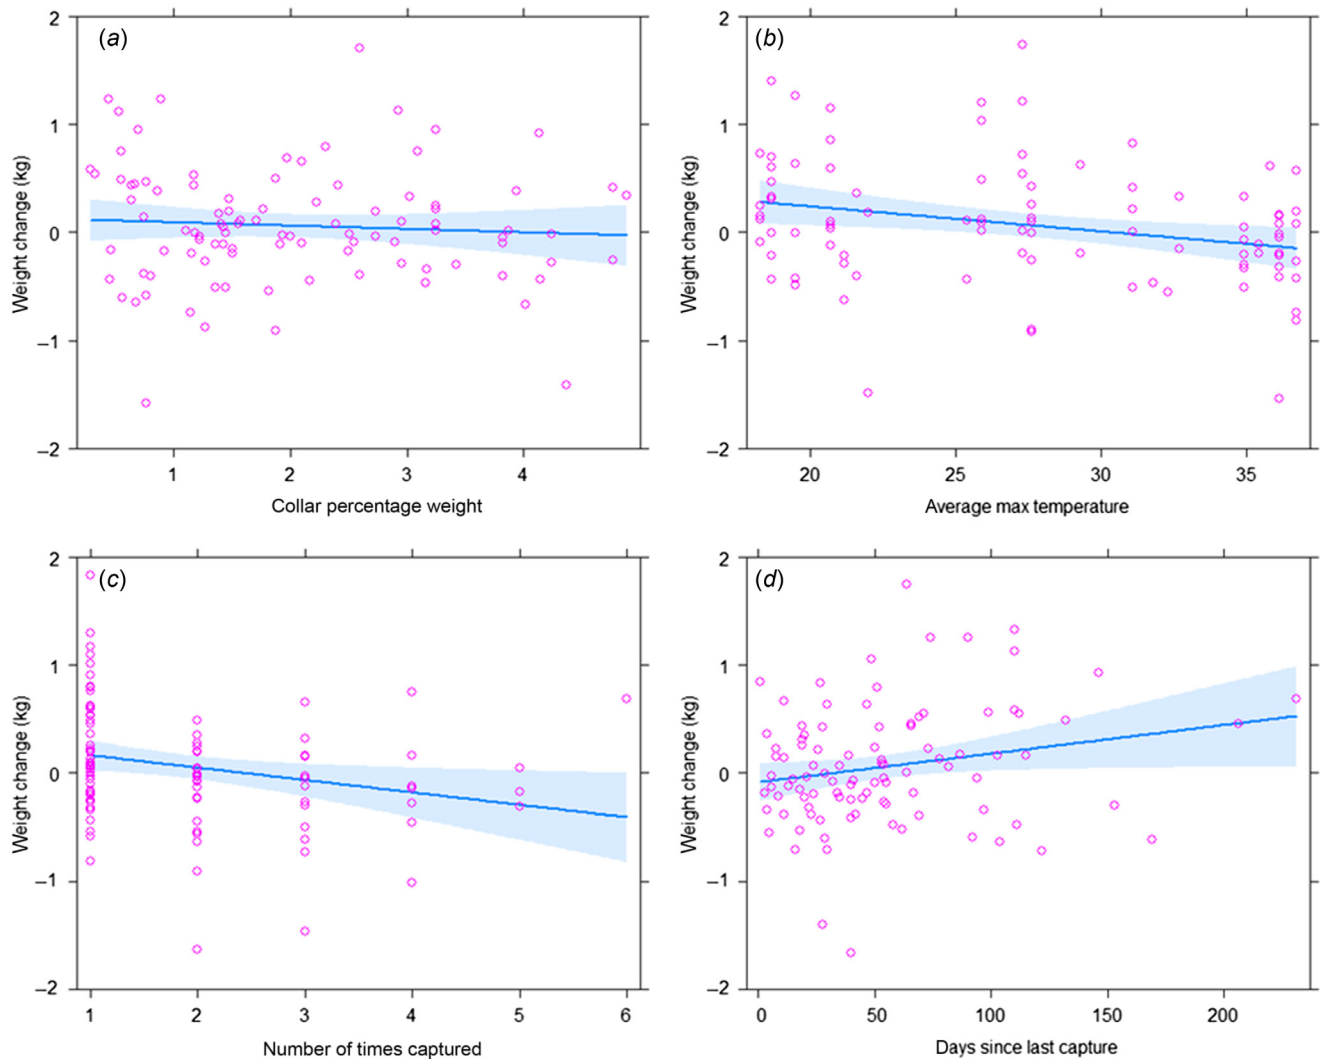 (a)
2
1
0
–1
–2
Weight change (kg)
1 2 3 4
Collar percentage weight
(b)
2
1
0
–1
–2
Weight change (kg)
20 25 30 35
Average max temperature
(c)
2
1
0
–1
–2
Weight change (kg)
1 2 3 4 5 6
Number of times captured
(d)
2
1
0
–1
–2
Weight change (kg)
0 50 100 150 200
Days since last capture